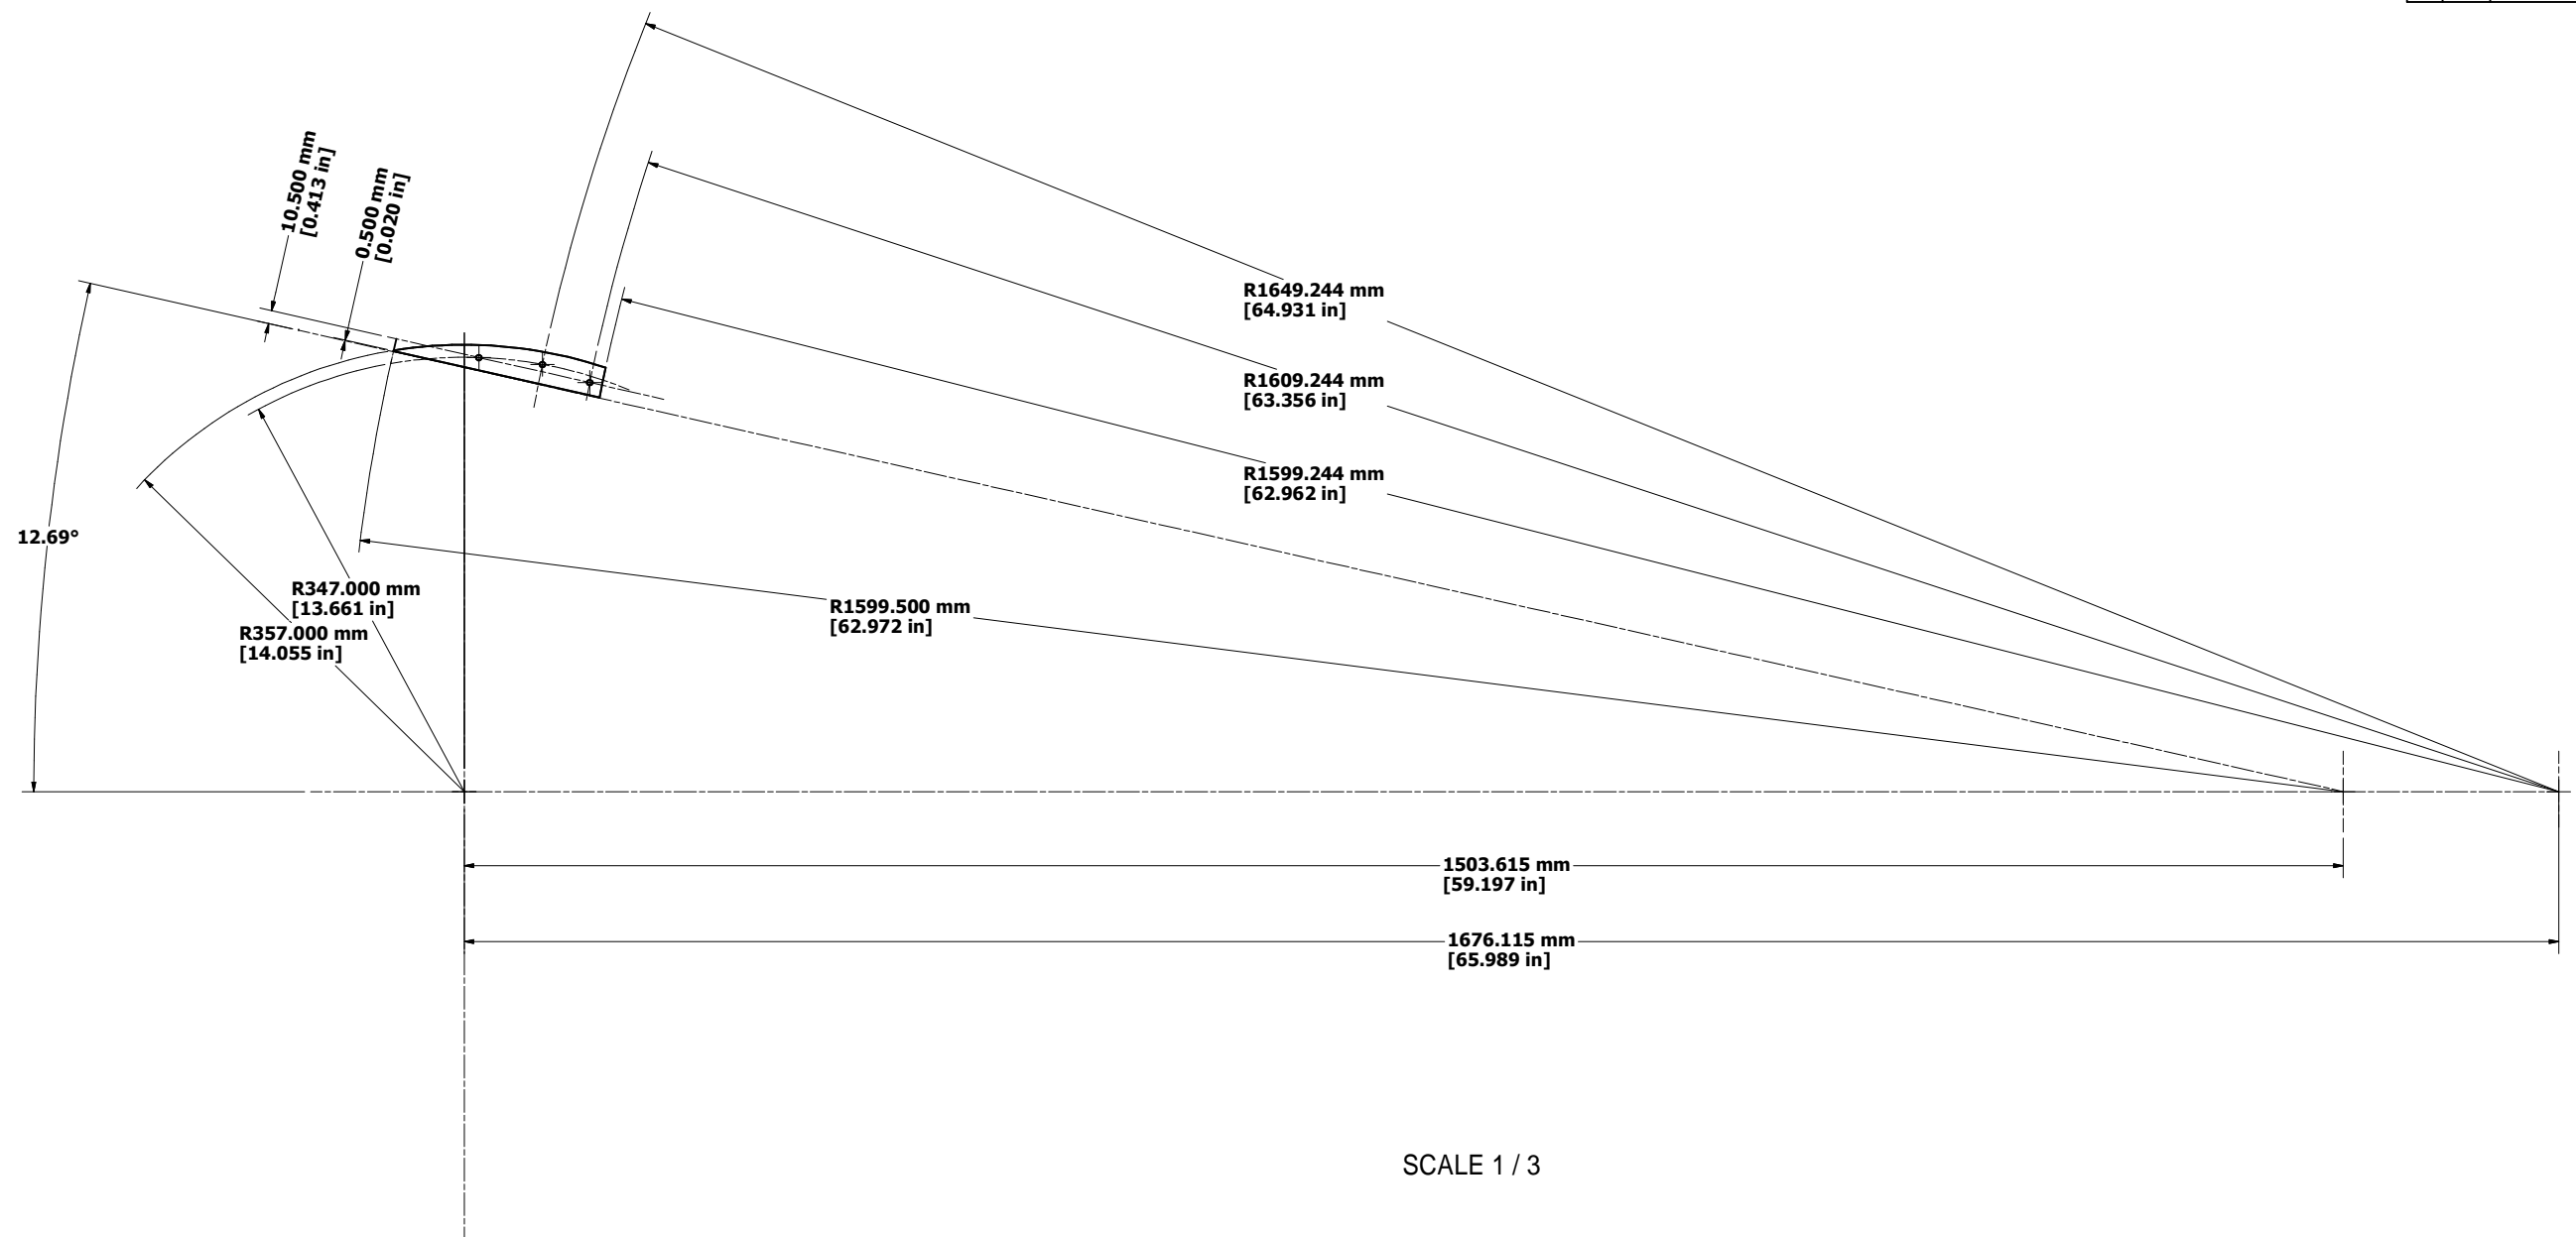 10.500 mm
[0.413 in]
0.500 mm
[0.020 in]
R1649.244 mm
[64.931 in]
R1609.244 mm
[63.356 in]
R1599.244 mm
[62.962 in]
12.69°
R347.000 mm
[13.661 in]
R357.000 mm
[14.055 in]
R1599.500 mm
[62.972 in]
1503.615 mm
[59.197 in]
1676.115 mm
[65.989 in]
SCALE 1 / 3